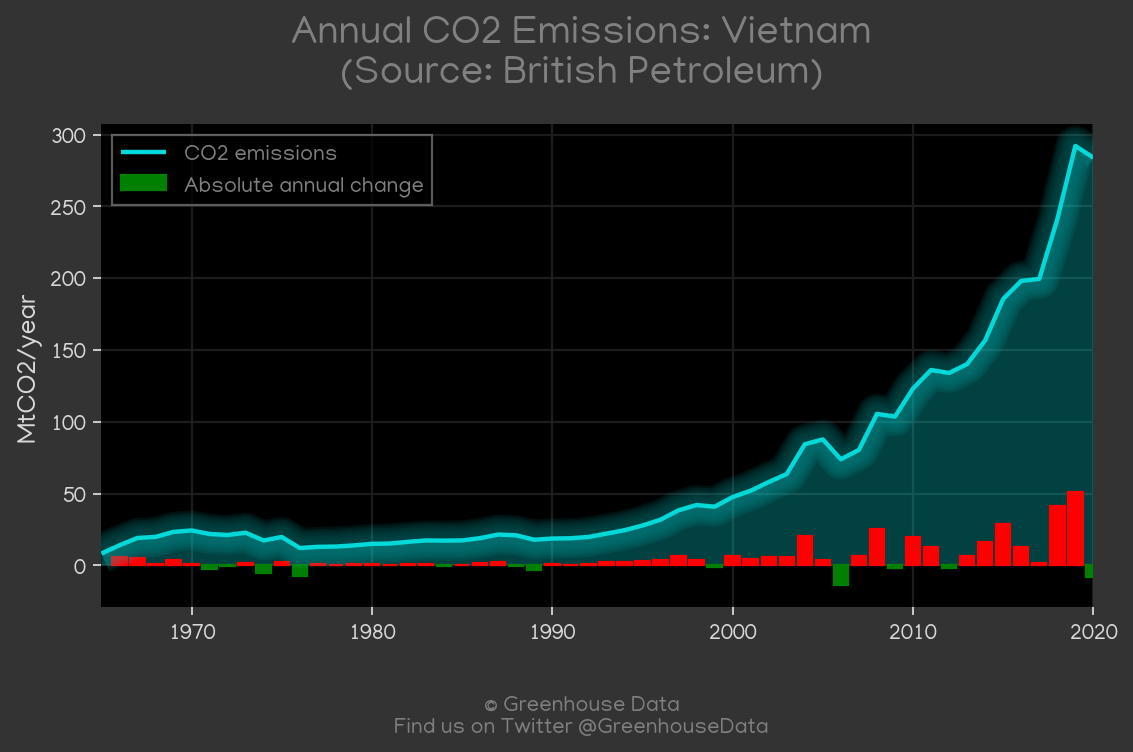 Annual CO2 Emissions: Vietnam
(Source: British Petroleum)
CO2 emissions
Absolute annual change
MtCO2/year
300
250
200
150
100
50
0
1970 1980 1990 2000 2010 2020
© Greenhouse Data
Find us on Twitter @GreenhouseData